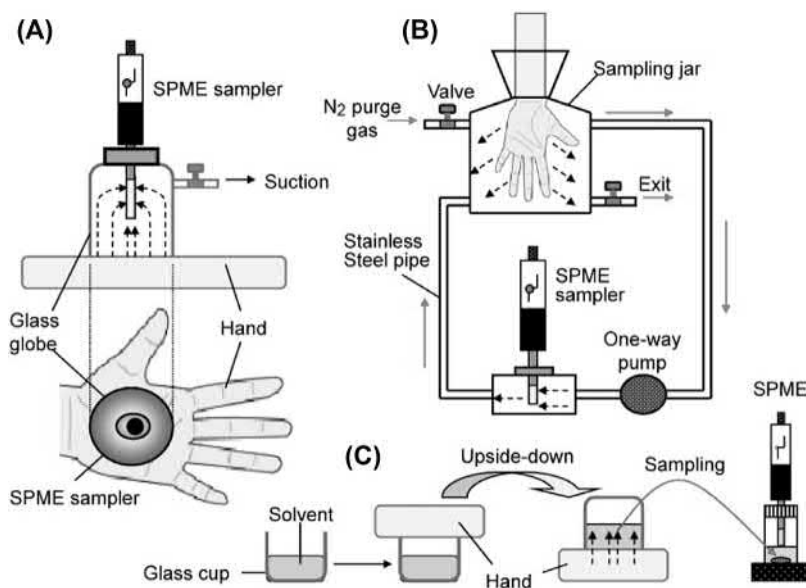 (A)
SPME sampler
Suction
Glass
globe
Hand
SPME sampler
(B)
Sampling jar
Valve
N2 purge
gas
Exit
Stainless
Steel pipe
SPME
sampler
One-way
pump
(C)
Upside-down
Sampling
SPME
Solvent
Glass cup
Hand